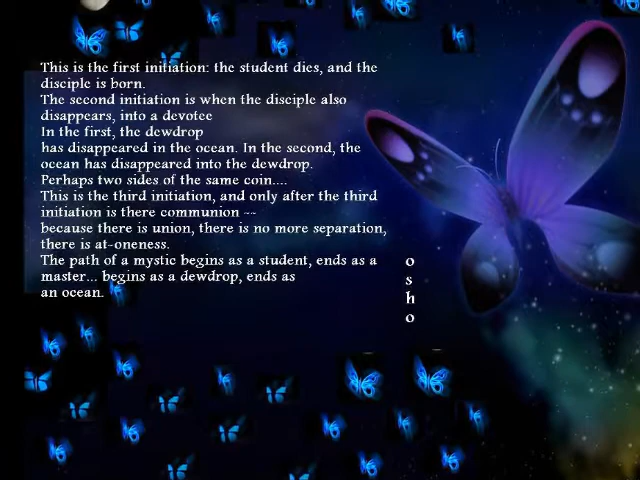 This is the first initiation: the student dies, and the
disciple is born.
The second initiation is when the disciple also
disappears, into a devotee
In the first, the dewdrop
has disappeared in the ocean. In the second, the
ocean has disappeared into the dewdrop.
Perhaps two sides of the same coin....
This is the third initiation, and only after the third
initiation is there communion --
because there is union, there is no more separation,
there is at-oneness.
The path of a mystic begins as a student, ends as a
master... begins as a dewdrop, ends as
an ocean.
o
s
h
o